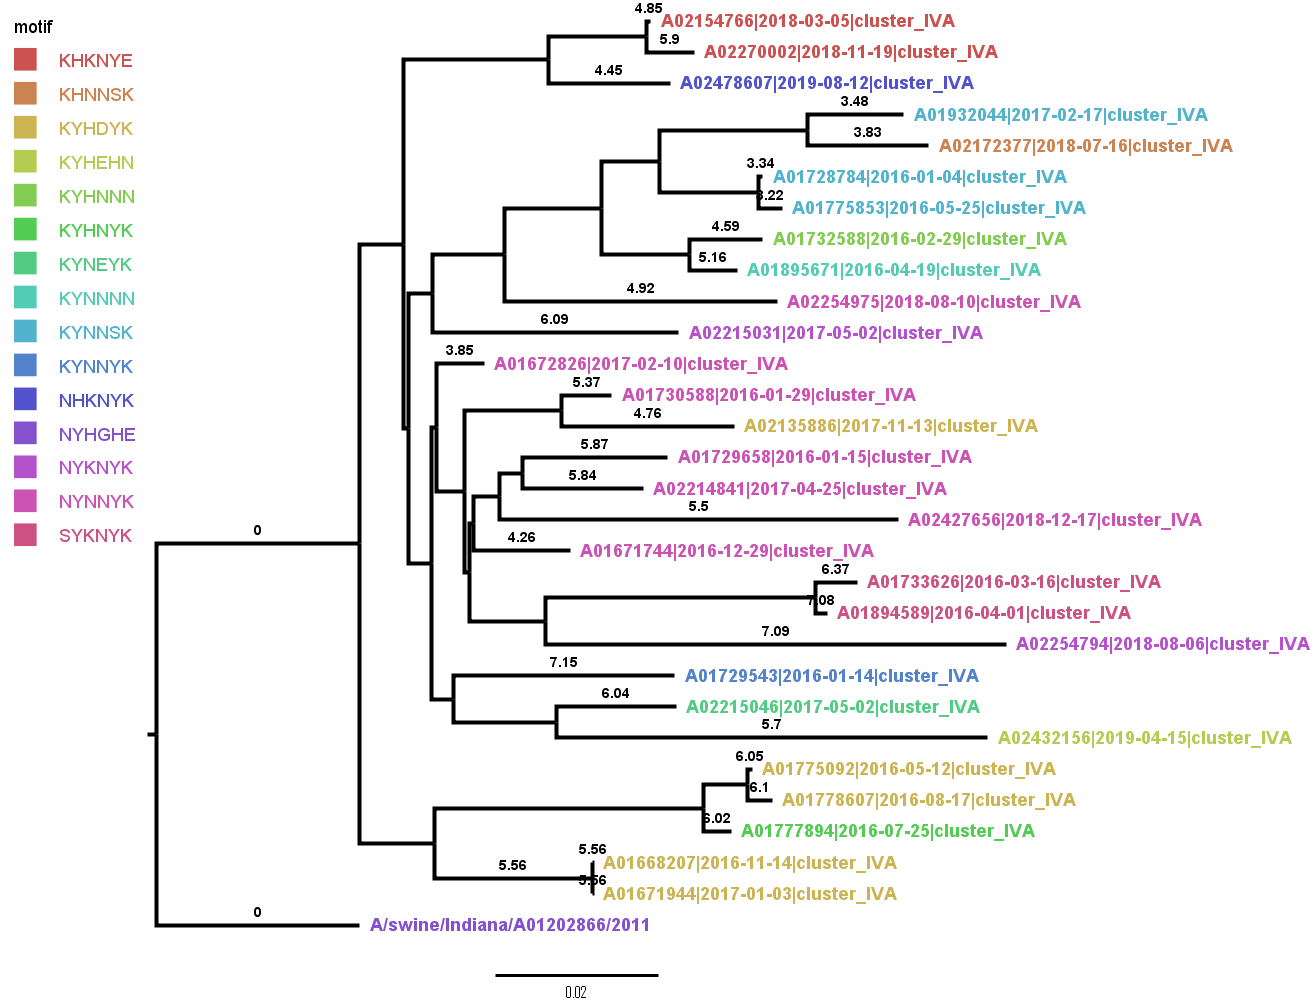 motif
KHKNYE
KHNNSK
KYHDYK
KYHEHN
KYHNNN
KYHNYK
KYNEYK
KYNNNN
KYNNSK
KYNNYK
NHKNYK
NYHGHE
NYKNYK
NYNNYK
SYKNYK
4.85
A02154766|2018-03-05|cluster_IVA
5.9
A02270002|2018-11-19|cluster_IVA
4.45
A02478607|2019-08-12|cluster_IVA
3.48
A01932044|2017-02-17|cluster_IVA
3.83
A02172377|2018-07-16|cluster_IVA
3.34
A01728784|2016-01-04|cluster_IVA
3.22
A01775853|2016-05-25|cluster_IVA
4.59
A01732588|2016-02-29|cluster_IVA
5.16
A01895671|2016-04-19|cluster_IVA
4.92
A02254975|2018-08-10|cluster_IVA
6.09
A02215031|2017-05-02|cluster_IVA
3.85
A01672826|2017-02-10|cluster_IVA
5.37
A01730588|2016-01-29|cluster_IVA
4.76
A02135886|2017-11-13|cluster_IVA
5.87
A01729658|2016-01-15|cluster_IVA
5.84
A02214841|2017-04-25|cluster_IVA
5.5
A02427656|2018-12-17|cluster_IVA
4.26
A01671744|2016-12-29|cluster_IVA
6.37
A01733626|2016-03-16|cluster_IVA
7.08
A01894589|2016-04-01|cluster_IVA
7.09
A02254794|2018-08-06|cluster_IVA
7.15
A01729543|2016-01-14|cluster_IVA
6.04
A02215046|2017-05-02|cluster_IVA
5.7
A02432156|2019-04-15|cluster_IVA
6.05
A01775092|2016-05-12|cluster_IVA
6.1
A01778607|2016-08-17|cluster_IVA
6.02
A01777894|2016-07-25|cluster_IVA
5.56
A01668207|2016-11-14|cluster_IVA
5.56
5.56
A01671944|2017-01-03|cluster_IVA
0
0
A/swine/Indiana/A01202866/2011
0.02